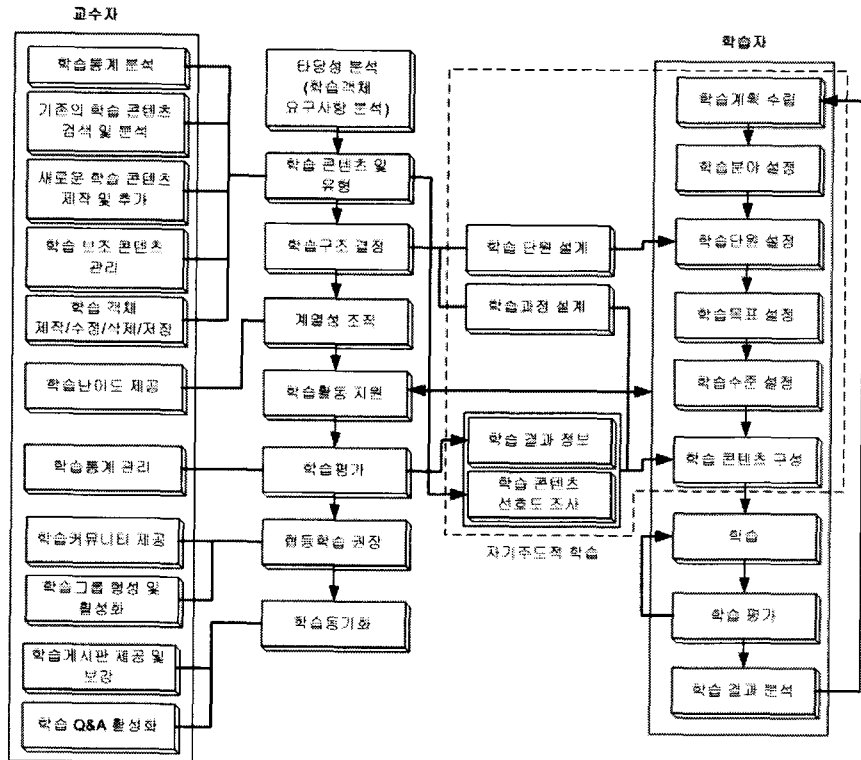 교수자
학습통계 분석
기존의 학습 콘텐츠
검색 및 분석
새로운 학습 콘텐츠
제작 및 추가
학습 보조 콘텐츠
관리
학습 객체
제작/수정/삭제/저장
학습난이도 제공
학습통계 관리
학습커뮤니티 제공
학습그룹 형성 및
활성화
학습게시판 제공 및
보강
학습 Q&A 활성화
타당성 분석
(학습객체
요구사항 분석)
학습 콘텐츠 및
유형
학습구조 결정
계열성 조직
학습활동 지원
학습평가
협동학습 권장
학습동기화
학습 단원 설계
학습과정 설계
학습 결과 정보
학습 콘텐츠
선호도 조사
자기주도적 학습
학습자
학습계획 수립
학습분야 설정
학습단원 설정
학습목표 설정
학습수준 설정
학습 콘텐츠 구성
학습
학습 평가
학습 결과 분석